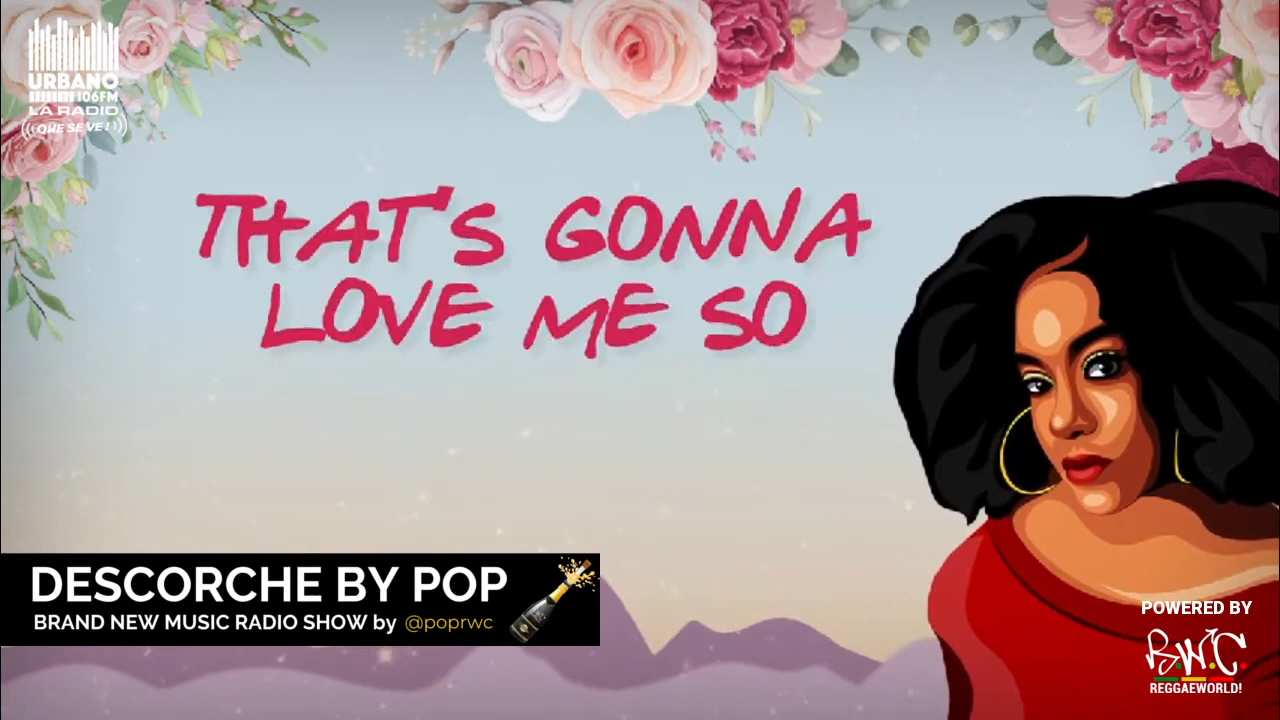 URBANO
106FM
LA RADIO
((QUE SE VE!))
THAT'S GONNA
LOVE ME SO
DESCORCHE BY POP
BRAND NEW MUSIC RADIO SHOW by @poprwc
POWERED BY
R.W.C.
REGGAEWORLD!